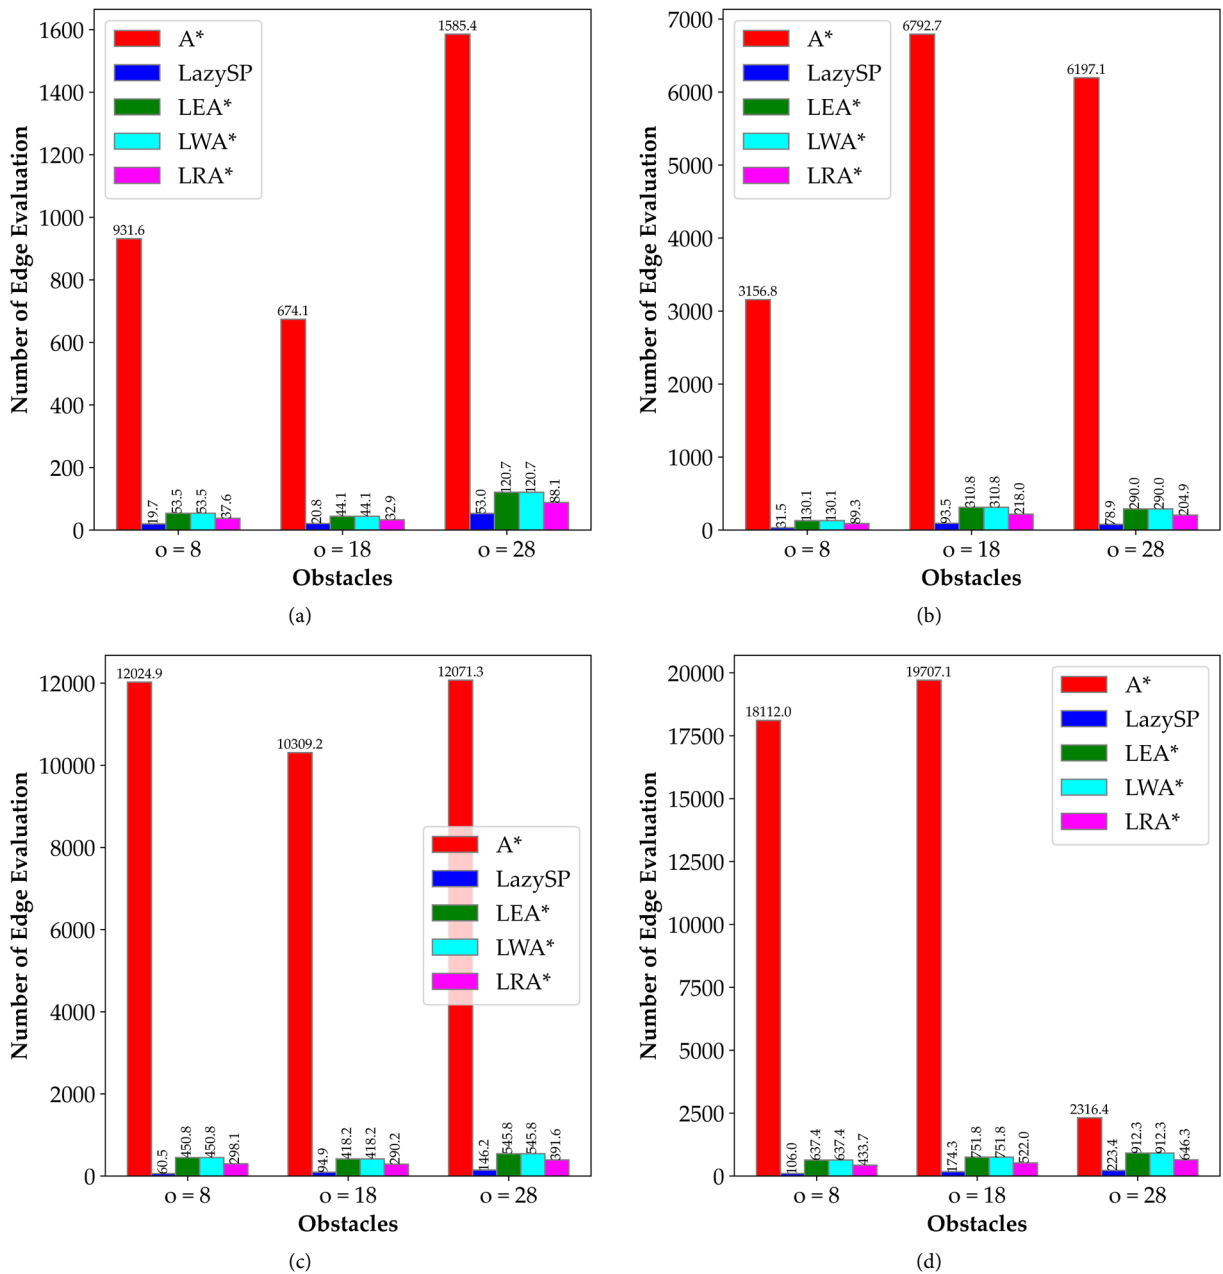 Number of Edge Evaluation
1600
1400
1200
1000
800
600
400
200
0
A*
LazySP
LEA*
LWA*
LRA*
931.6
19.7
53.5
53.5
37.6
674.1
20.8
44.1
44.1
32.9
1585.4
53.0
120.7
120.7
88.1
o = 8
o = 18
o = 28
Obstacles
(a)
Number of Edge Evaluation
7000
6000
5000
4000
3000
2000
1000
0
A*
LazySP
LEA*
LWA*
LRA*
3156.8
31.5
130.1
130.1
89.3
6792.7
93.5
310.8
310.8
218.0
6197.1
78.9
290.0
290.0
204.9
o = 8
o = 18
o = 28
Obstacles
(b)
Number of Edge Evaluation
12000
10000
8000
6000
4000
2000
0
12024.9
60.5
450.8
450.8
298.1
10309.2
94.9
418.2
418.2
290.2
12071.3
146.2
545.8
545.8
391.6
A*
LazySP
LEA*
LWA*
LRA*
o = 8
o = 18
o = 28
Obstacles
(c)
Number of Edge Evaluation
20000
17500
15000
12500
10000
7500
5000
2500
0
18112.0
106.0
637.4
637.4
433.7
19707.1
174.3
751.8
751.8
522.0
2316.4
223.4
912.3
912.3
646.3
A*
LazySP
LEA*
LWA*
LRA*
o = 8
o = 18
o = 28
Obstacles
(d)